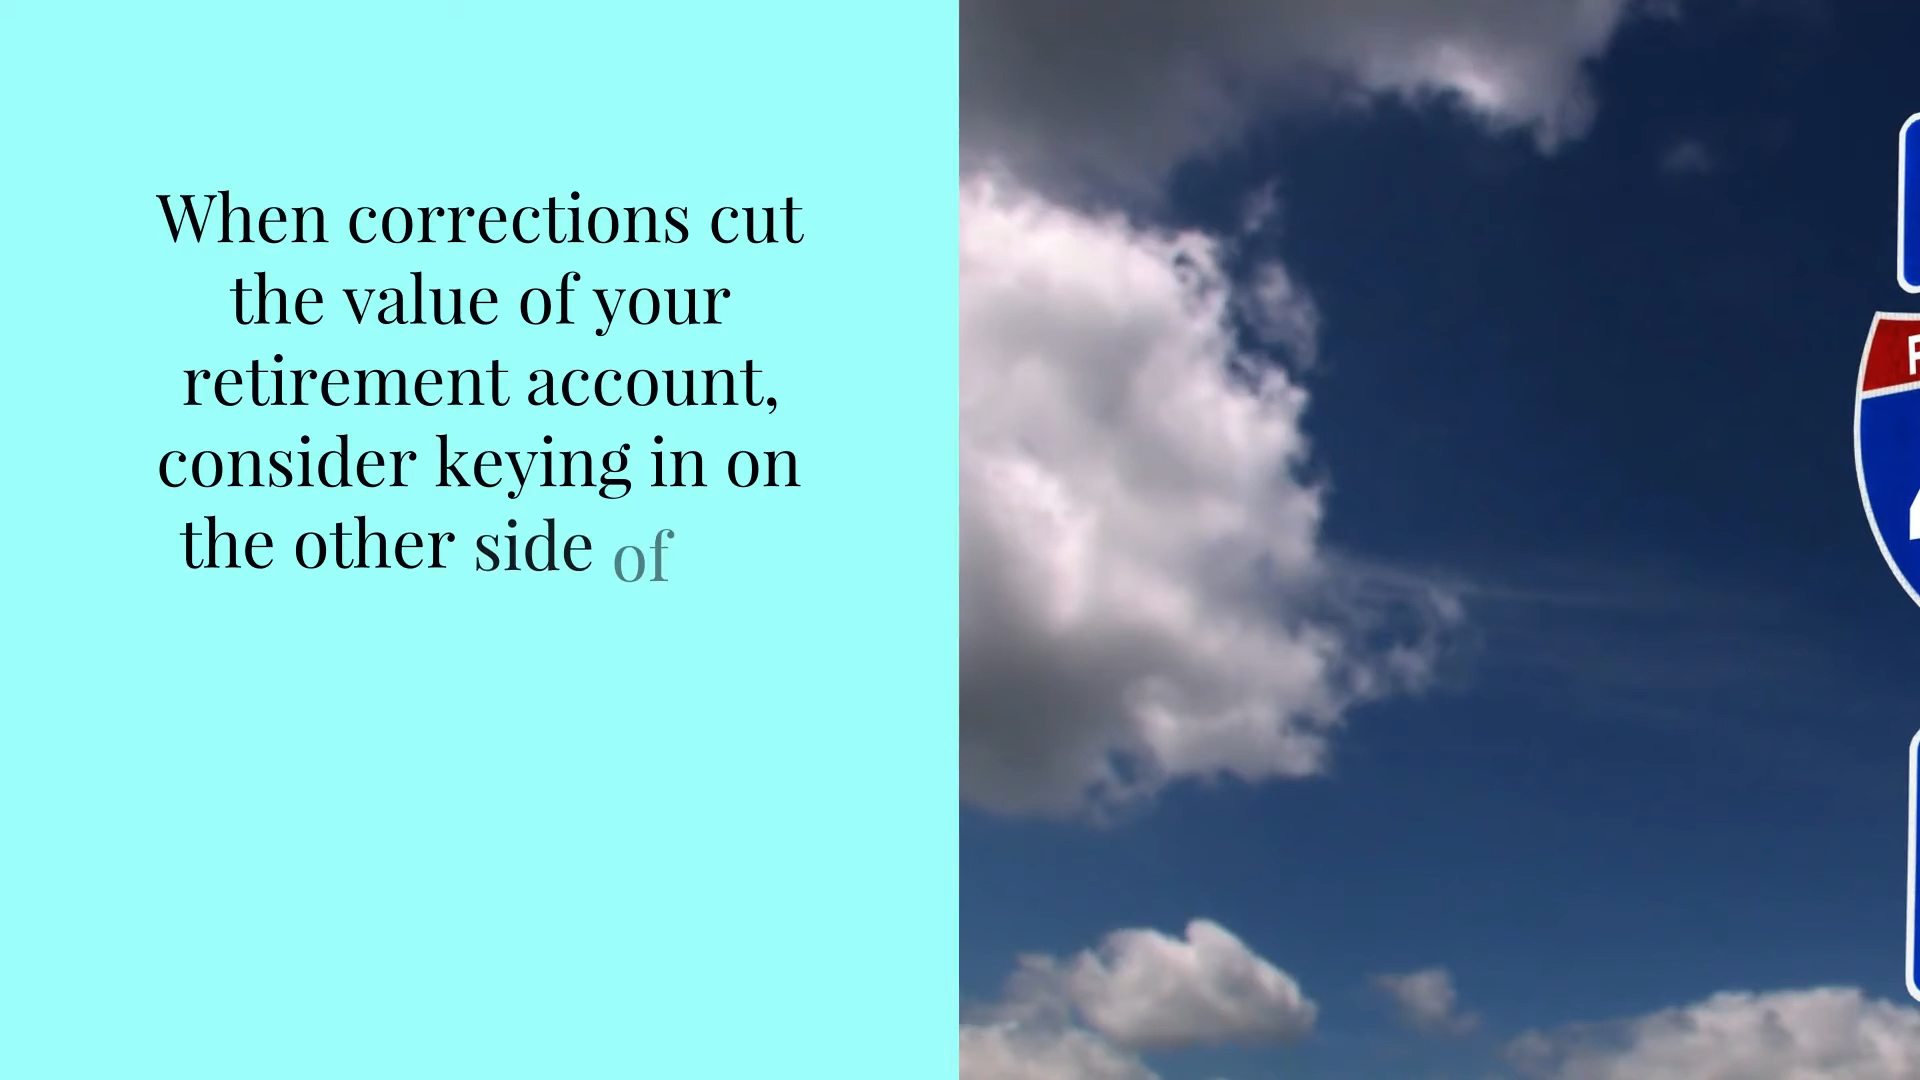 When corrections cut
the value of your
retirement account,
consider keying in on
the other side of